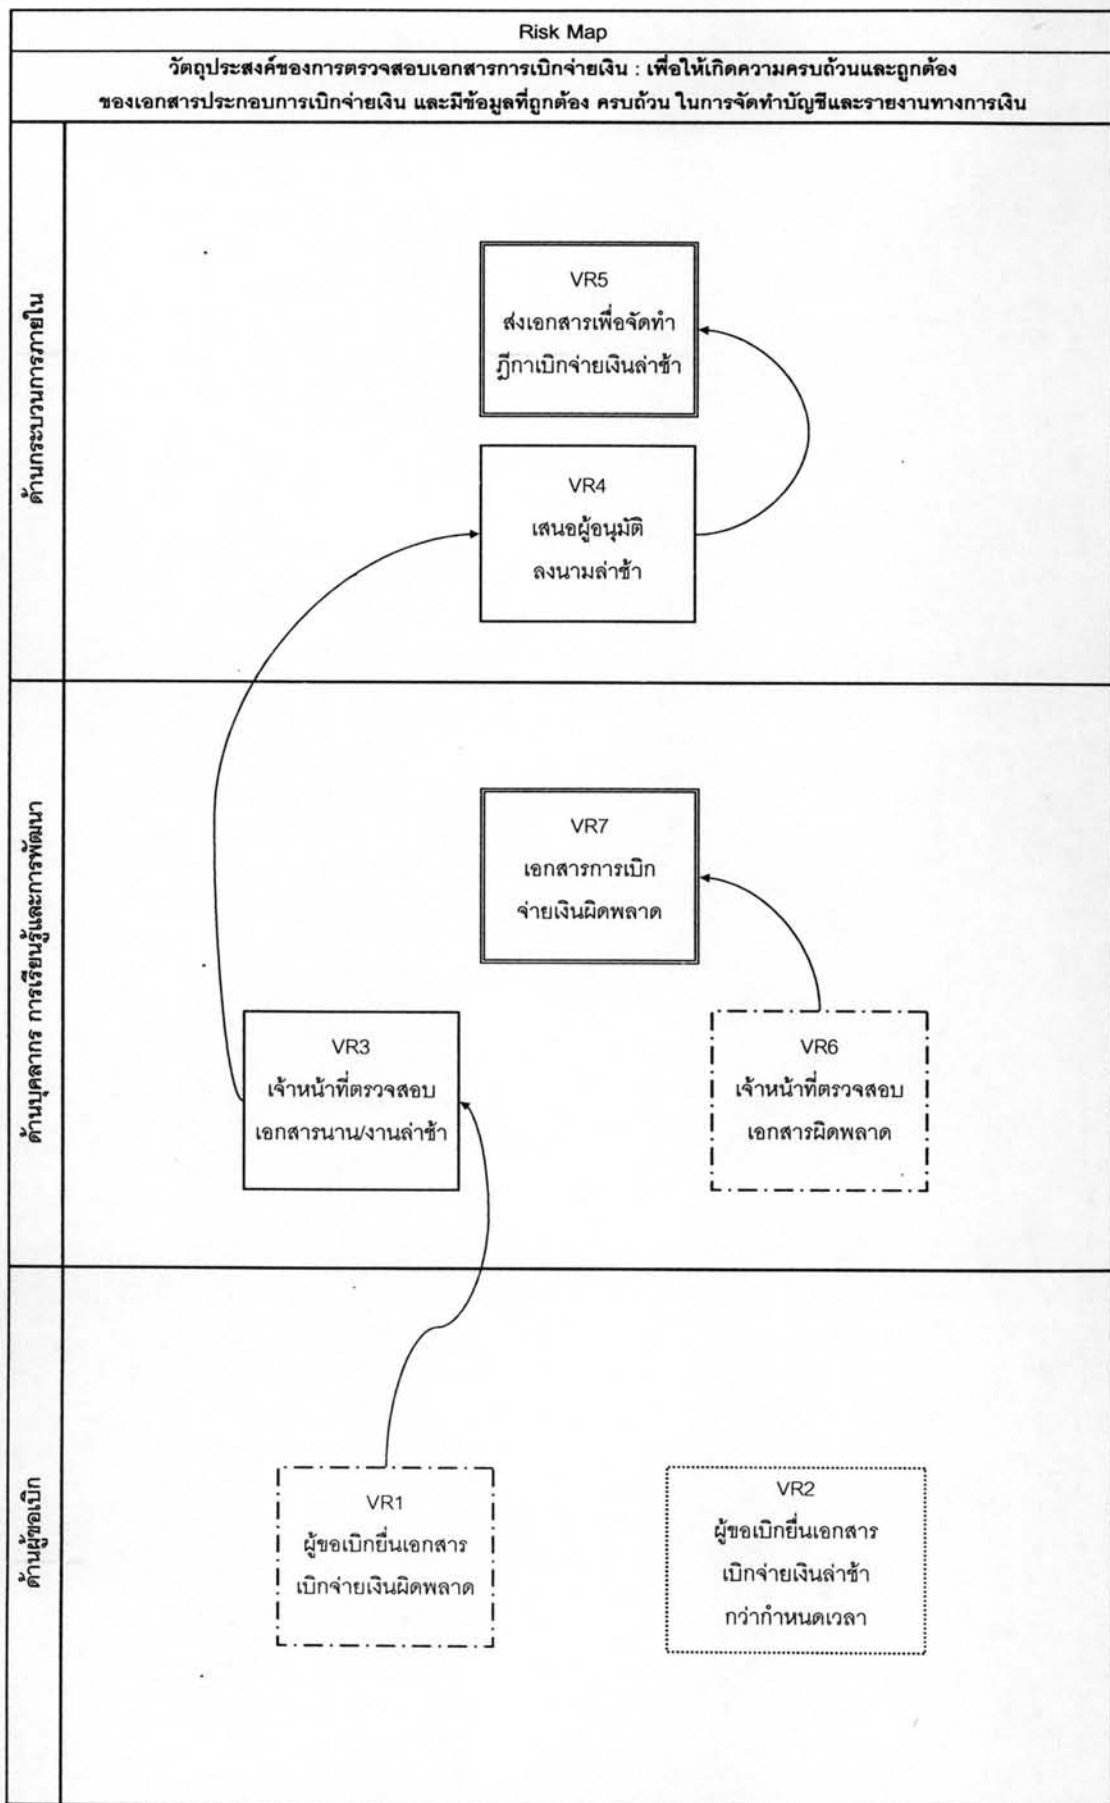 Risk Map
วัตถุประสงค์ของการตรวจสอบเอกสารการเบิกจ่ายเงิน : เพื่อให้เกิดความครบถ้วนและถูกต้อง
ของเอกสารประกอบการเบิกจ่ายเงิน และมีข้อมูลที่ถูกต้อง ครบถ้วน ในการจัดทำบัญชีและรายงานทางการเงิน
ด้านกระบวนการภายใน
VR5
ส่งเอกสารเพื่อจัดทำ
ฎีกาเบิกจ่ายเงินล่าช้า
VR4
เสนอผู้อนุมัติ
ลงนามล่าช้า
ด้านบุคลากร การเรียนรู้และการพัฒนา
VR7
เอกสารการเบิก
จ่ายเงินผิดพลาด
VR3
เจ้าหน้าที่ตรวจสอบ
เอกสารนาน/งานล่าช้า
VR6
เจ้าหน้าที่ตรวจสอบ
เอกสารผิดพลาด
ด้านผู้ขอเบิก
VR1
ผู้ขอเบิกยื่นเอกสาร
เบิกจ่ายเงินผิดพลาด
VR2
ผู้ขอเบิกยื่นเอกสาร
เบิกจ่ายเงินล่าช้า
กว่ากำหนดเวลา